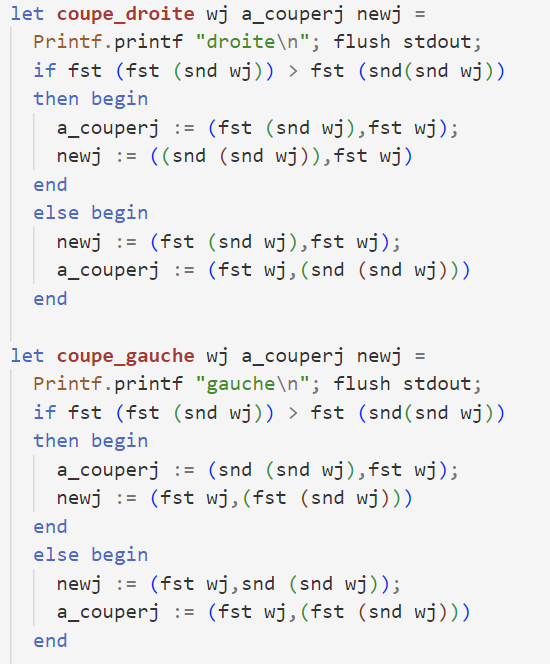 let coupe_droite wj a_couperj newj =
  Printf.printf "droite\n"; flush stdout;
  if fst (fst (snd wj)) > fst (snd(snd wj))
  then begin
    a_couperj := (fst (snd wj),fst wj);
    newj := ((snd (snd wj)),fst wj)
  end
  else begin
    newj := (fst (snd wj),fst wj);
    a_couperj := (fst wj,(snd (snd wj)))
  end

let coupe_gauche wj a_couperj newj =
  Printf.printf "gauche\n"; flush stdout;
  if fst (fst (snd wj)) > fst (snd(snd wj))
  then begin
    a_couperj := (snd (snd wj),fst wj);
    newj := (fst wj,(fst (snd wj)))
  end
  else begin
    newj := (fst wj,snd (snd wj));
    a_couperj := (fst wj,(fst (snd wj)))
  end